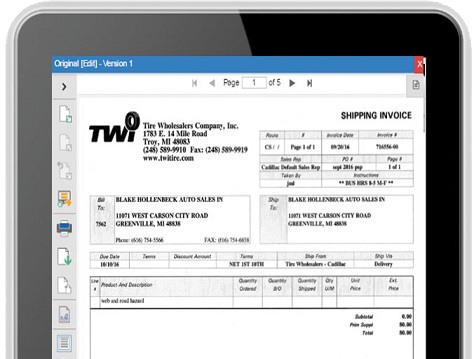 Original [Edit] - Version 1
Page 1 of 5
SHIPPING INVOICE
TWi
Tire Wholesalers Company, Inc.
1783 E. 14 Mile Road
Troy, MI 48083
(248) 589-9910 Fax: (248) 589-9919
www.twitire.com
Route # Invoice Date Invoice #
CS / / Page 1 of 1 09/20/16 716556-00
Sales Rep PO # Page #
Cadillac Default Sales Rep sept 2016 pop 1 of 1
Taken By Instructions
jud ** BUS HRS 8-5 M-F **
Bill To:
7562
BLAKE HOLLENBECK AUTO SALES IN
11071 WEST CARSON CITY ROAD
GREENVILLE, MI 48838
Phone: (616) 754-5566 FAX: (616) 754-6838
Ship To:
BLAKE HOLLENBECK AUTO SALES IN
11071 WEST CARSON CITY ROAD
GREENVILLE, MI 48838
Due Date Terms Discount Amount Terms Ship From Ship Via
10/10/16 NET 1ST 10TH Tire Wholesalers - Cadillac Delivery
Line # Product And Description Quantity Ordered Quantity B/O Quantity Shipped Qty U/M Unit Price Ext. Price
web and road hazard
Subtotal 0.00
Prim Suppl 50.00
Total 50.00